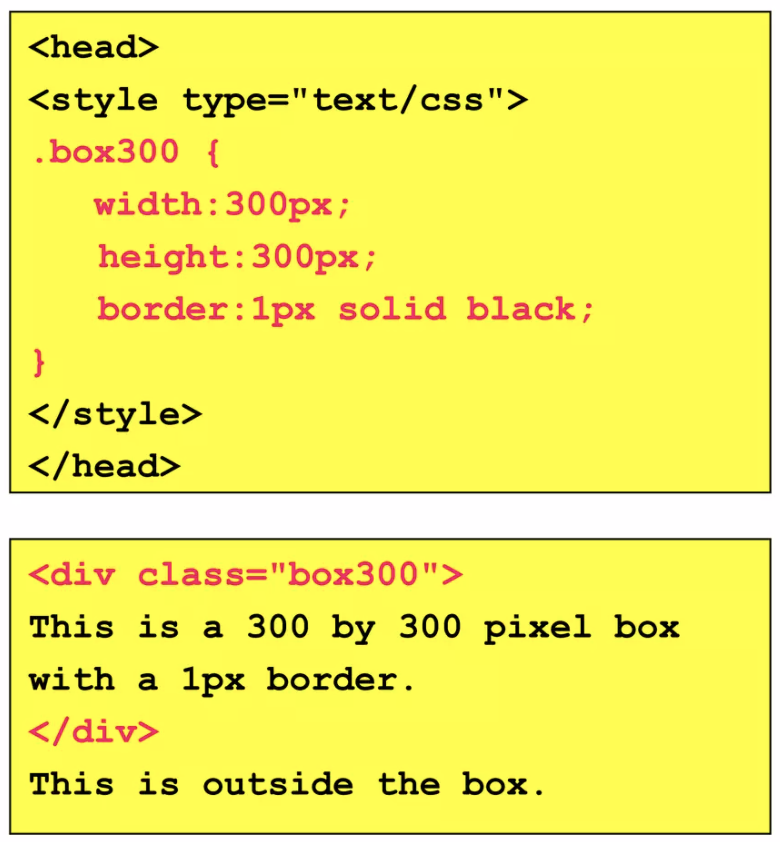 <head>
<style type="text/css">
.box300 {
width:300px;
height:300px;
border:1px solid black;
}
</style>
</head>
<div class="box300">
This is a 300 by 300 pixel box
with a 1px border.
</div>
This is outside the box.